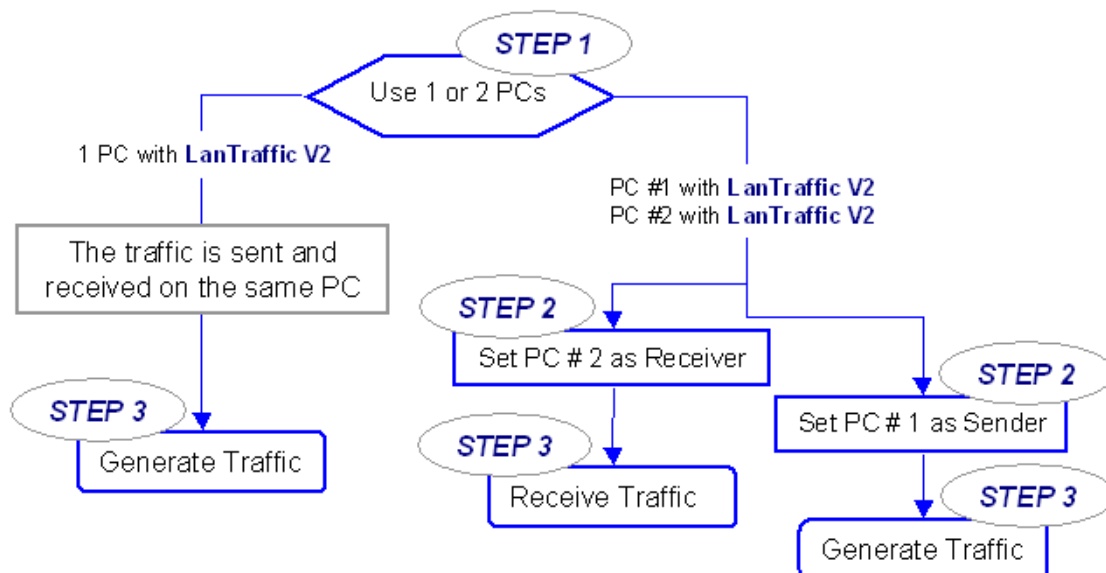 STEP 1
Use 1 or 2 PCs
1 PC with LanTraffic V2
PC #1 with LanTraffic V2
PC #2 with LanTraffic V2
The traffic is sent and
received on the same PC
STEP 2
Set PC # 2 as Receiver
STEP 2
Set PC # 1 as Sender
STEP 3
Generate Traffic
STEP 3
Receive Traffic
STEP 3
Generate Traffic